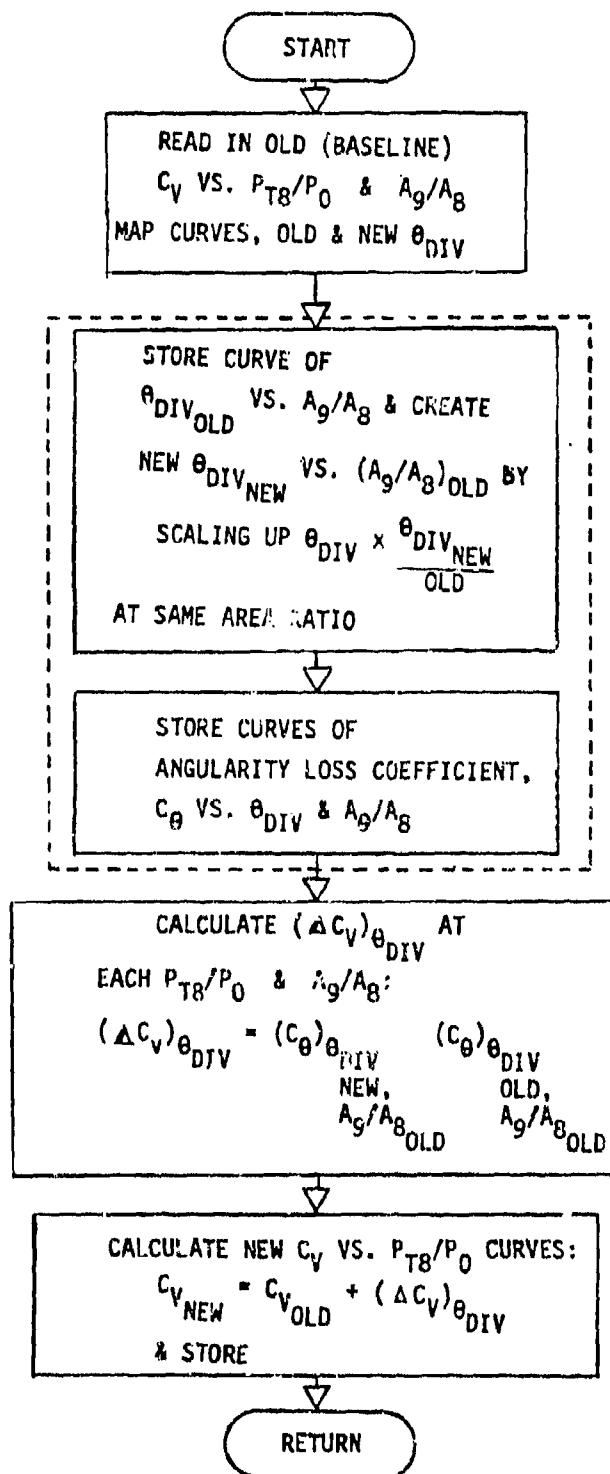 START
READ IN OLD (BASELINE)
C_V VS. P_T8/P_0 & A_9/A_8
MAP CURVES, OLD & NEW θ_DIV
STORE CURVE OF
θ_DIV_OLD VS. A_9/A_8 & CREATE
NEW θ_DIV_NEW VS. (A_9/A_8)_OLD BY
SCALING UP θ_DIV x θ_DIV_NEW
OLD
AT SAME AREA RATIO
STORE CURVES OF
ANGULARITY LOSS COEFFICIENT,
C_θ VS. θ_DIV & A_9/A_8
CALCULATE (ΔC_V)_θ_DIV AT
EACH P_T8/P_0 & A_9/A_8:
(ΔC_V)_θ_DIV = (C_θ)_θ_DIV (C_θ)_θ_DIV
NEW, OLD,
A_9/A_8_OLD A_9/A_8_OLD
CALCULATE NEW C_V VS. P_T8/P_0 CURVES:
C_V_NEW = C_V_OLD + (ΔC_V)_θ_DIV
& STORE
RETURN